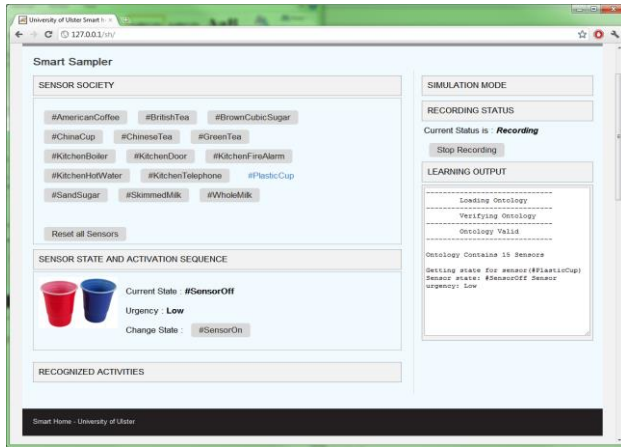 University of Ulster Smart H
127.0.0.1/sh/
Smart Sampler
SENSOR SOCIETY
#AmericanCoffee #BritishTea #BrownCubicSugar
#ChinaCup #ChineseTea #GreenTea
#KitchenBoiler #KitchenDoor #KitchenFireAlarm
#KitchenHotWater #KitchenTelephone #PlasticCup
#SandSugar #SkimmedMilk #WholeMilk
Reset all Sensors
SENSOR STATE AND ACTIVATION SEQUENCE
Current State : #SensorOff
Urgency : Low
Change State : #SensorOn
RECOGNIZED ACTIVITIES
SIMULATION MODE
RECORDING STATUS
Current Status is : Recording
Stop Recording
LEARNING OUTPUT
--------------------------------
Loading Ontology
--------------------------------
Verifying Ontology
--------------------------------
Ontology Valid
--------------------------------
Ontology Contains 15 Sensors
Getting state for sensor(#PlasticCup)
Sensor state: #SensorOff Sensor
urgency: Low
Smart Home - University of Ulster